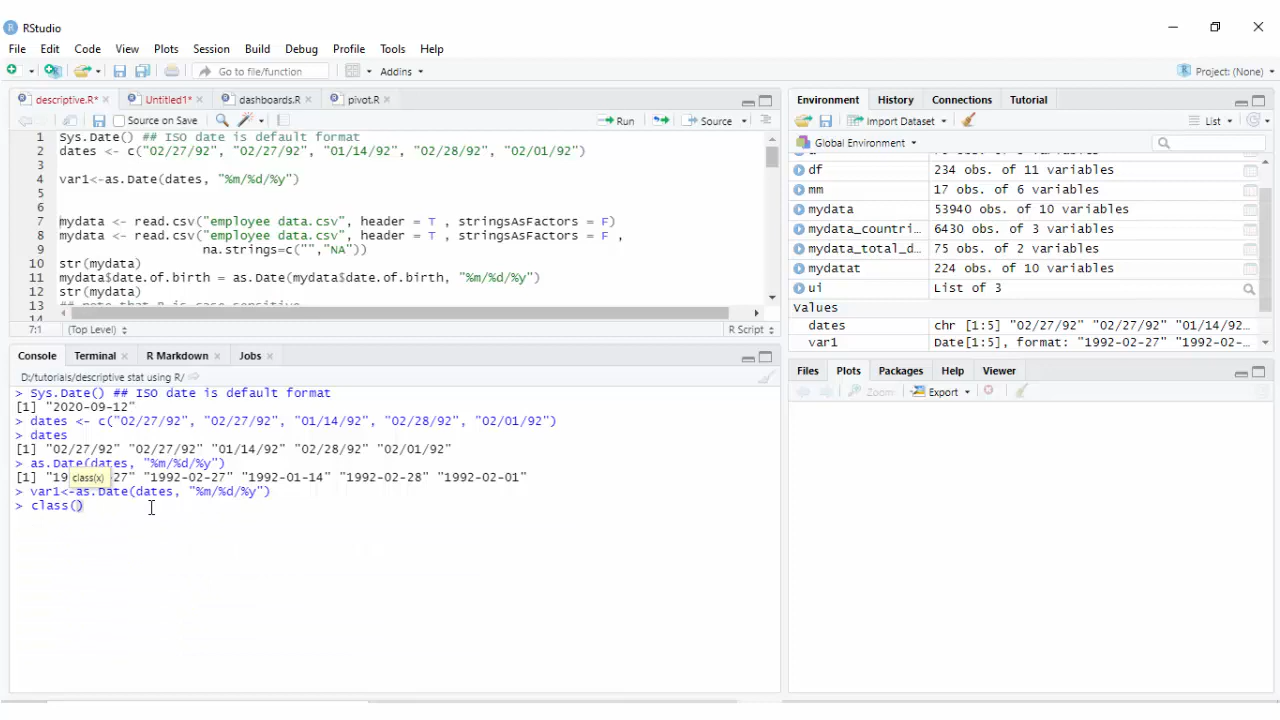 RStudio
File Edit Code View Plots Session Build Debug Profile Tools Help
Go to file/function Addins Project: (None)
descriptive.R* Untitled1* dashboards.R pivot.R
Source on Save Run Source
1 Sys.Date() ## ISO date is default format
2 dates <- c("02/27/92", "02/27/92", "01/14/92", "02/28/92", "02/01/92")
3
4 var1<-as.Date(dates, "%m/%d/%y")
5
6
7 mydata <- read.csv("employee data.csv", header = T , stringsAsFactors = F)
8 mydata <- read.csv("employee data.csv", header = T , stringsAsFactors = F ,
9 na.strings=c("","NA"))
10 str(mydata)
11 mydata$date.of.birth = as.Date(mydata$date.of.birth, "%m/%d/%y")
12 str(mydata)
13 ## note that R is case sensitive
14
7:1 (Top Level) R Script
Console Terminal R Markdown Jobs
D:/tutorials/descriptive stat using R/
> Sys.Date() ## ISO date is default format
[1] "2020-09-12"
> dates <- c("02/27/92", "02/27/92", "01/14/92", "02/28/92", "02/01/92")
> dates
[1] "02/27/92" "02/27/92" "01/14/92" "02/28/92" "02/01/92"
> as.Date(dates, "%m/%d/%y")
[1] "19 27" "1992-02-27" "1992-01-14" "1992-02-28" "1992-02-01"
class(x)
> var1<-as.Date(dates, "%m/%d/%y")
> class()
Environment History Connections Tutorial
Import Dataset List
Global Environment
df 234 obs. of 11 variables
mm 17 obs. of 6 variables
mydata 53940 obs. of 10 variables
mydata_countri... 6430 obs. of 3 variables
mydata_total_d... 75 obs. of 2 variables
mydatat 224 obs. of 10 variables
ui List of 3
Values
dates chr [1:5] "02/27/92" "02/27/92" "01/14/92...
var1 Date[1:5], format: "1992-02-27" "1992-02-...
Files Plots Packages Help Viewer
Zoom Export